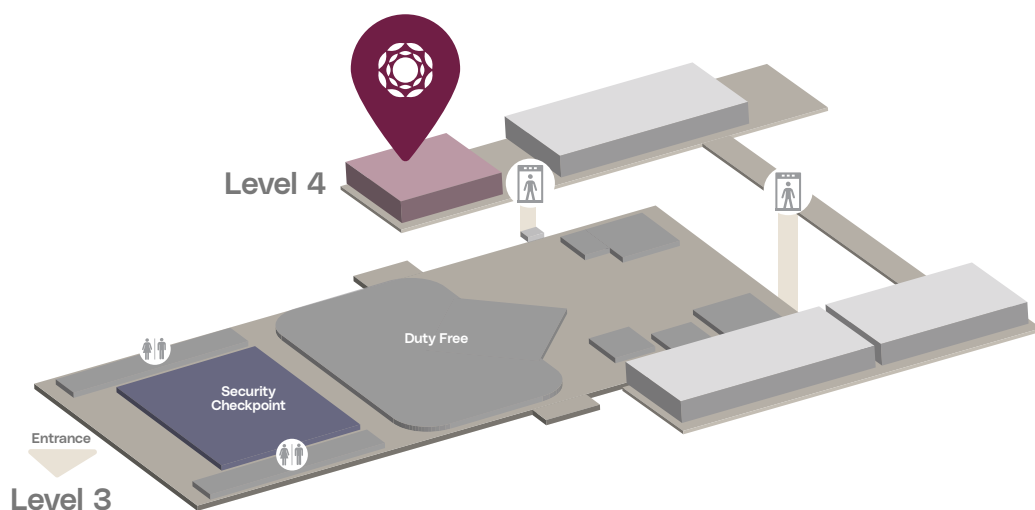 Level 4
Duty Free
Security
Checkpoint
Entrance
Level 3